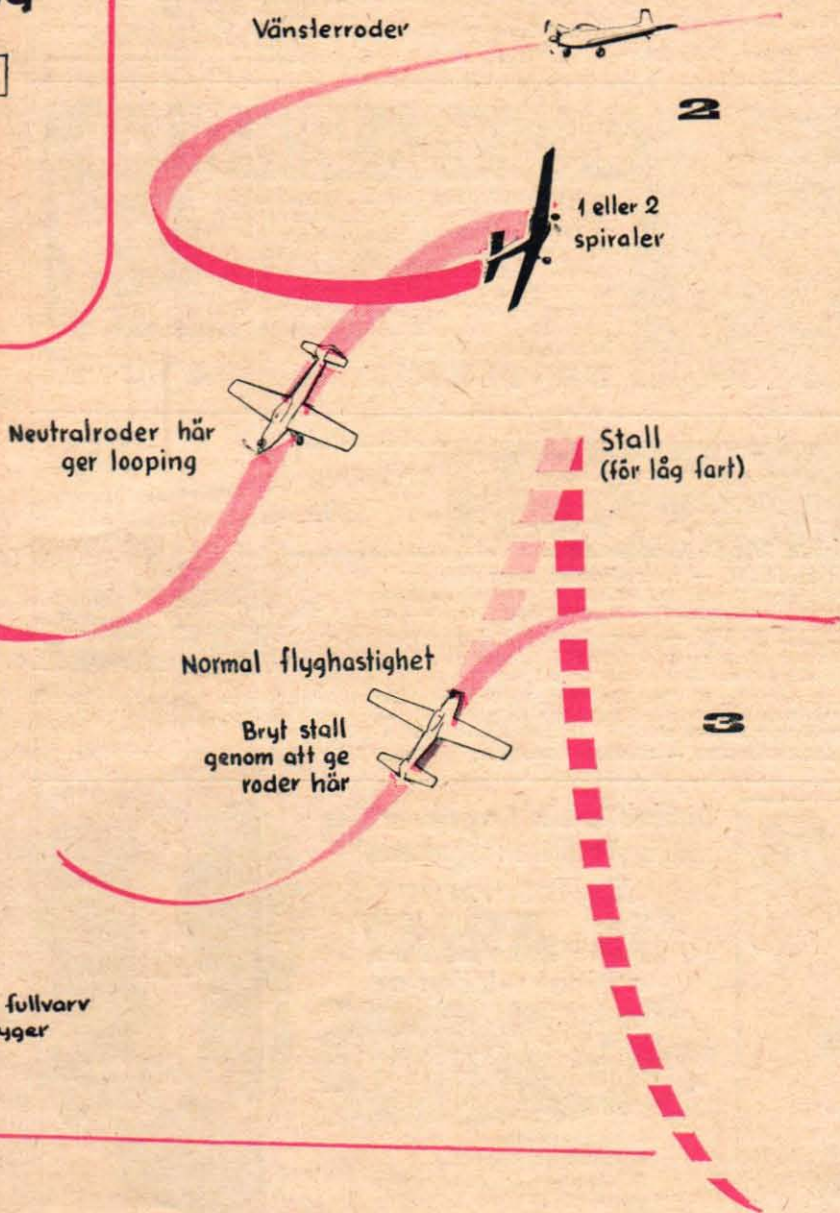 Vänsterroder
2
1 eller 2
spiraler
Neutralroder här
ger looping
Stall
(för låg fart)
Normal flyghastighet
3
Bryt stall
genom att ge
roder här
fullvarv